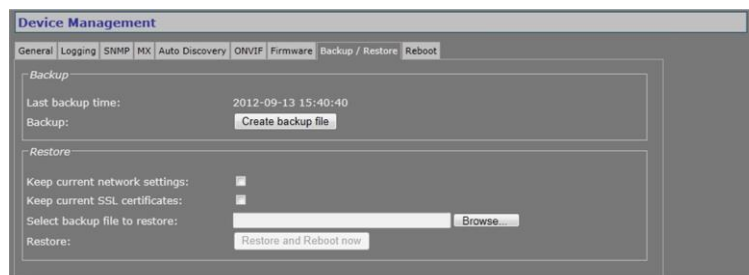 Device Management
General Logging SNMP MX Auto Discovery ONVIF Firmware Backup / Restore Reboot
Backup
Last backup time: 2012-09-13 15:40:40
Backup: Create backup file
Restore
Keep current network settings:
Keep current SSL certificates:
Select backup file to restore: Browse...
Restore: Restore and Reboot now